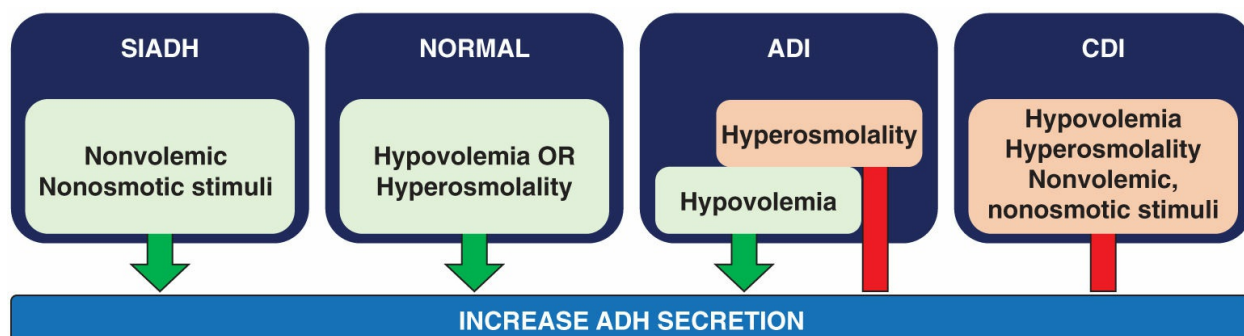 SIADH
Nonvolemic
Nonosmotic stimuli
NORMAL
Hypovolemia OR
Hyperosmolality
ADI
Hyperosmolality
Hypovolemia
CDI
Hypovolemia
Hyperosmolality
Nonvolemic,
nonosmotic stimuli
INCREASE ADH SECRETION